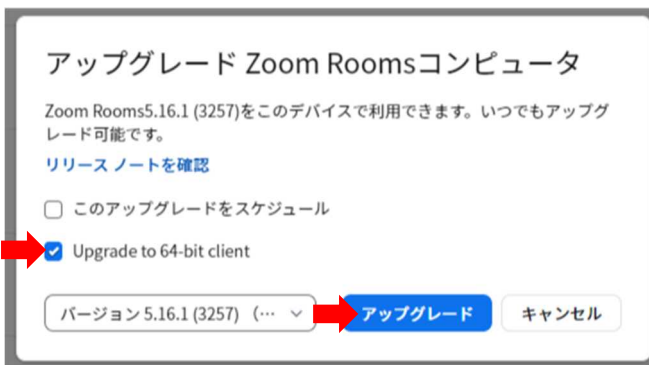 アップグレード Zoom Roomsコンピュータ
Zoom Rooms5.16.1 (3257)をこのデバイスで利用できます。いつでもアップグ
レード可能です。
リリース ノートを確認
このアップグレードをスケジュール
Upgrade to 64-bit client
バージョン 5.16.1 (3257) （…
アップグレード
キャンセル